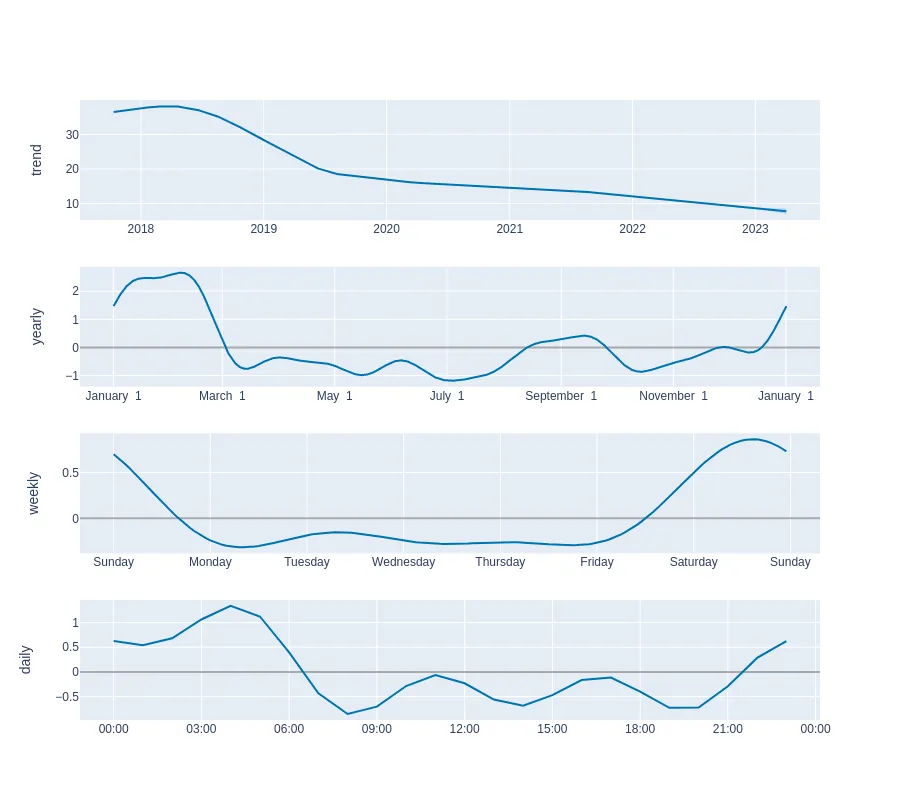 trend
30
20
10
2018 2019 2020 2021 2022 2023
yearly
2
1
0
−1
January 1 March 1 May 1 July 1 September 1 November 1 January 1
weekly
0.5
0
Sunday Monday Tuesday Wednesday Thursday Friday Saturday Sunday
daily
1
0.5
0
−0.5
00:00 03:00 06:00 09:00 12:00 15:00 18:00 21:00 00:00